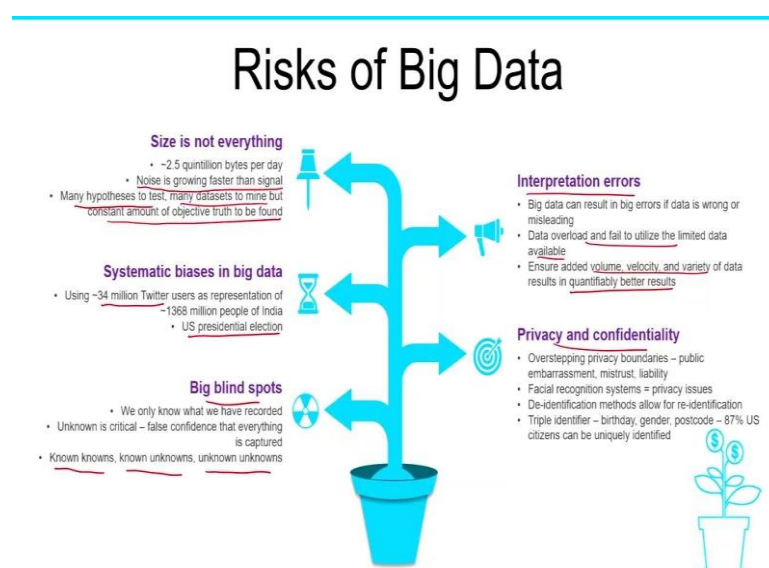 Risks of Big Data
Size is not everything
• ~2.5 quintillion bytes per day
• Noise is growing faster than signal
• Many hypotheses to test, many datasets to mine but
constant amount of objective truth to be found
Systematic biases in big data
• Using ~34 million Twitter users as representation of
~1368 million people of India
• US presidential election
Big blind spots
• We only know what we have recorded
• Unknown is critical – false confidence that everything
is captured
• Known knowns, known unknowns, unknown unknowns
Interpretation errors
• Big data can result in big errors if data is wrong or
misleading
• Data overload and fail to utilize the limited data
available
• Ensure added volume, velocity, and variety of data
results in quantifiably better results
Privacy and confidentiality
• Overstepping privacy boundaries – public
embarrassment, mistrust, liability
• Facial recognition systems = privacy issues
• De-identification methods allow for re-identification
• Triple identifier – birthday, gender, postcode – 87% US
citizens can be uniquely identified
$ $